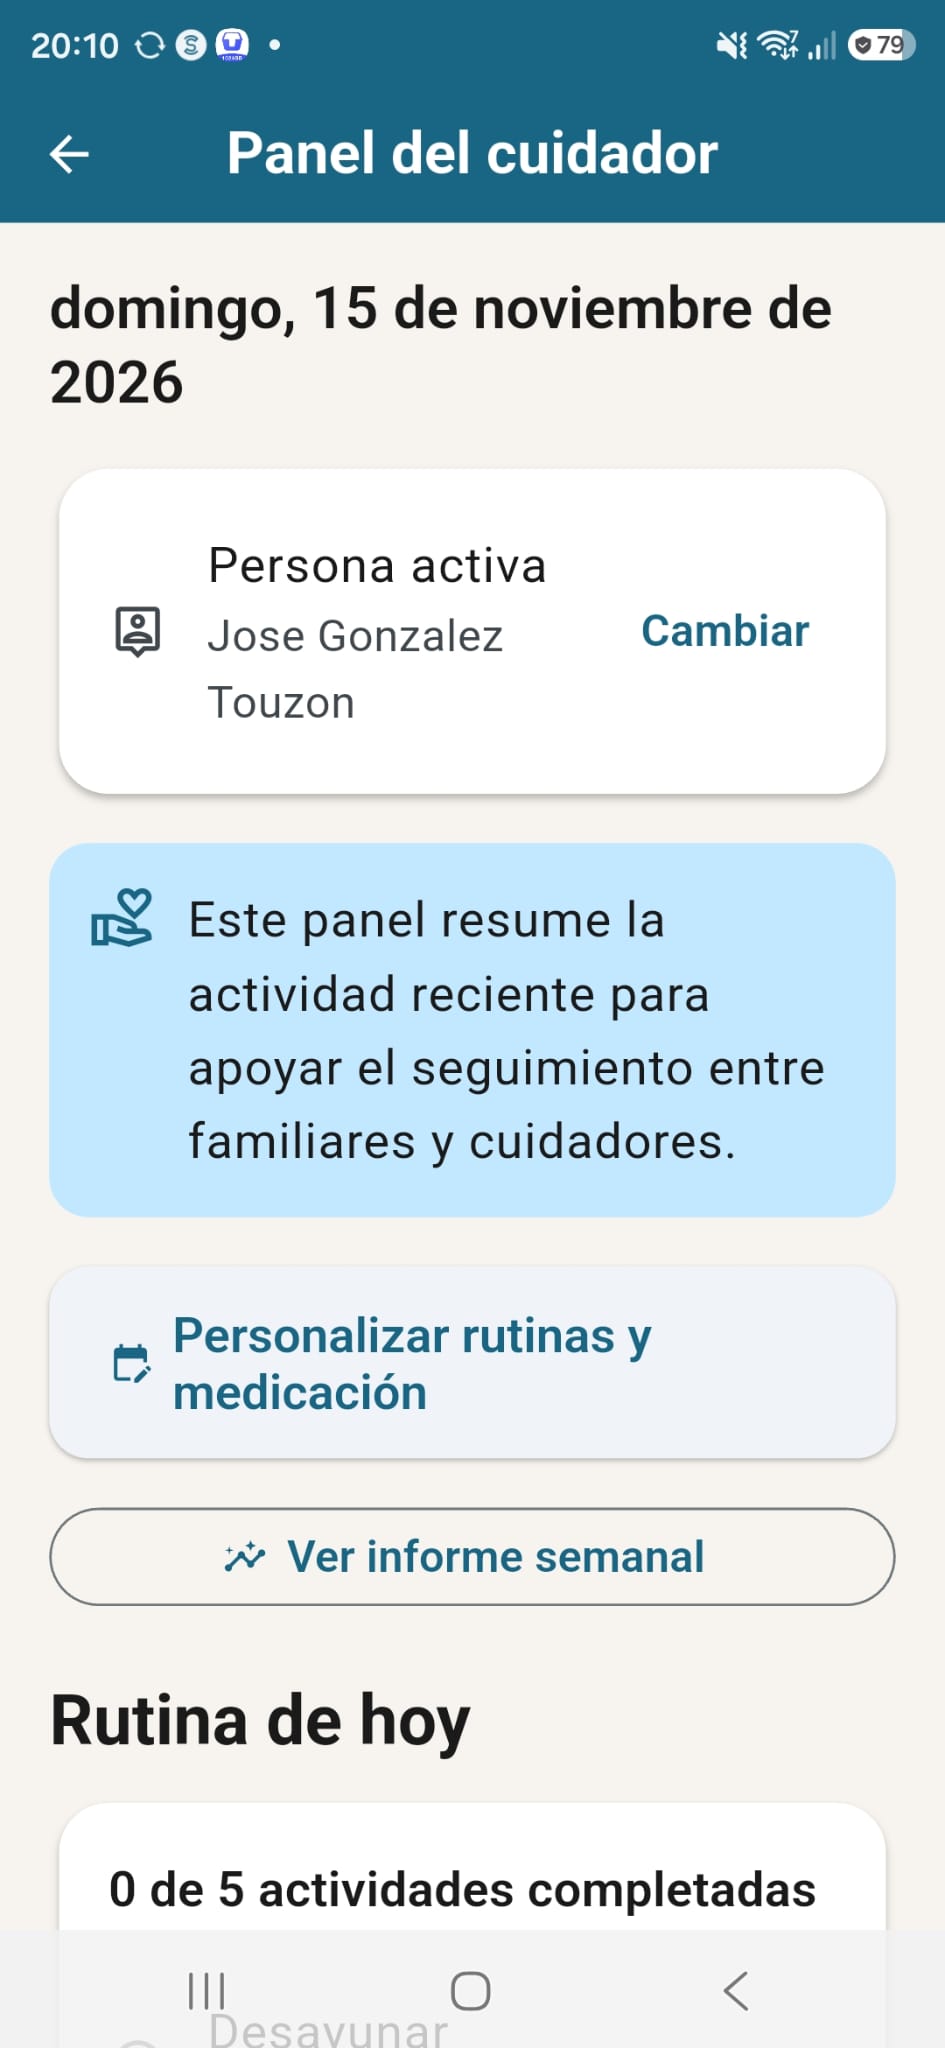 20:10
79
Panel del cuidador
domingo, 15 de noviembre de
2026
Persona activa
Jose Gonzalez
Touzon
Cambiar
Este panel resume la
actividad reciente para
apoyar el seguimiento entre
familiares y cuidadores.
Personalizar rutinas y
medicación
Ver informe semanal
Rutina de hoy
0 de 5 actividades completadas
Desayunar